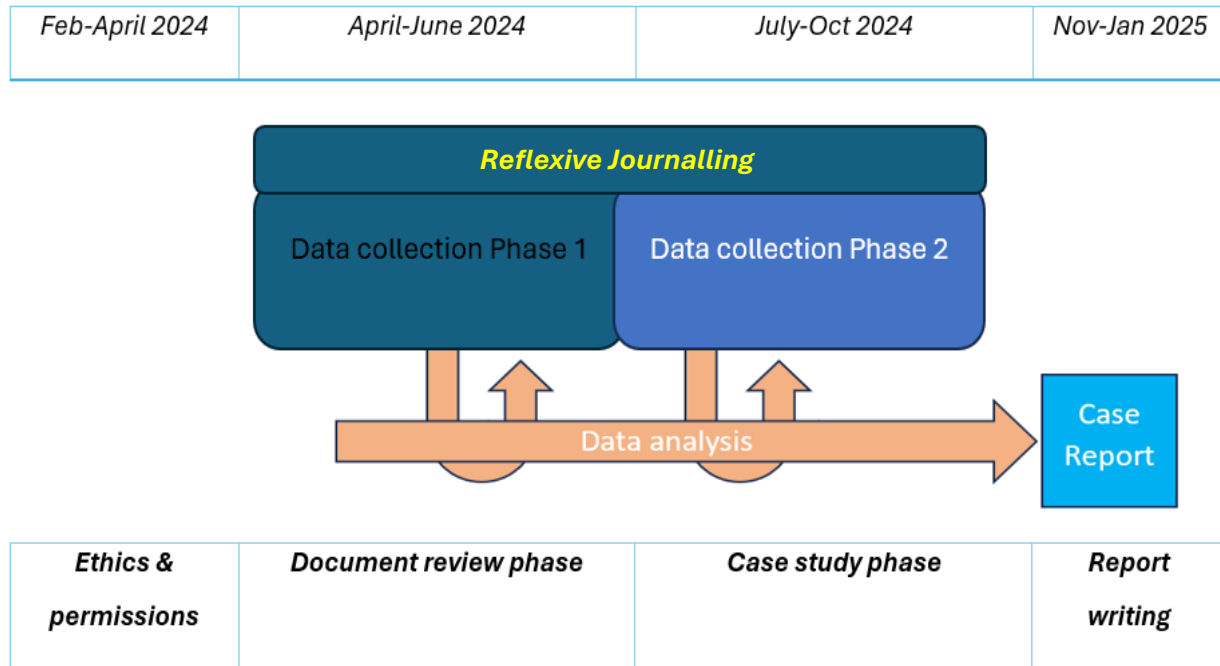 Feb-April 2024
April-June 2024
July-Oct 2024
Nov-Jan 2025
Reflexive Journalling
Data collection Phase 1
Data collection Phase 2
Data analysis
Case
Report
Ethics &
permissions
Document review phase
Case study phase
Report
writing